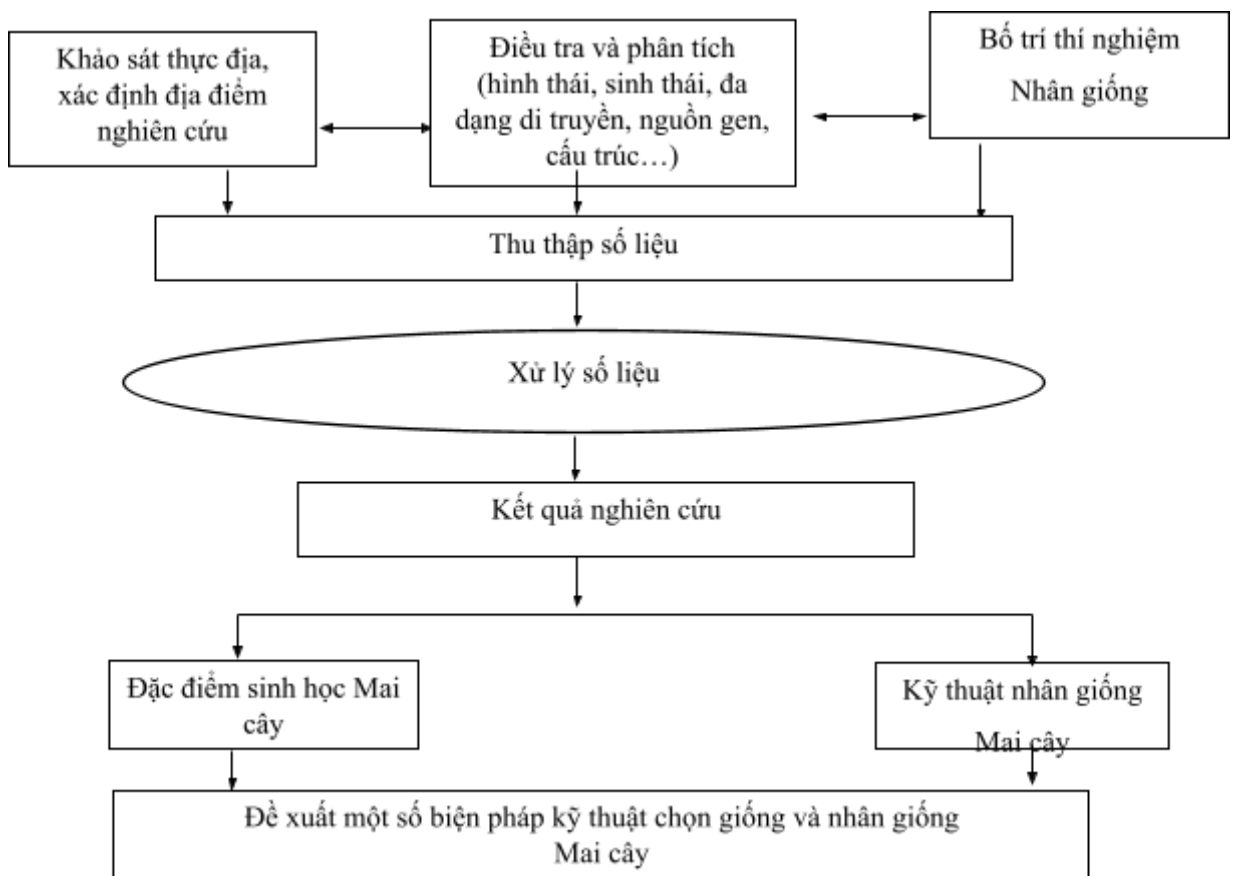 Khảo sát thực địa,
xác định địa điểm
nghiên cứu
Điều tra và phân tích
(hình thái, sinh thái, đa
dạng di truyền, nguồn gen,
cấu trúc…)
Bố trí thí nghiệm
Nhân giống
Thu thập số liệu
Xử lý số liệu
Kết quả nghiên cứu
Đặc điểm sinh học Mai
cây
Kỹ thuật nhân giống
Mai cây
Đề xuất một số biện pháp kỹ thuật chọn giống và nhân giống
Mai cây